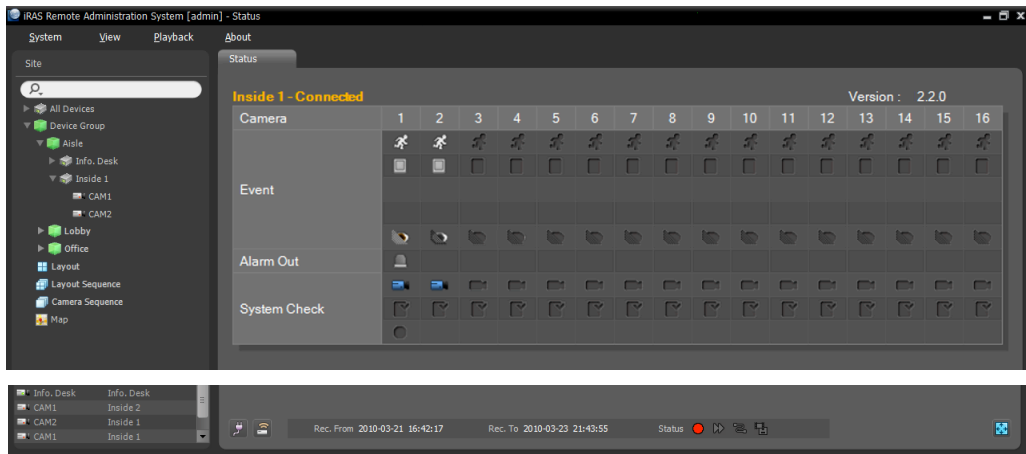 iRAS Remote Administration System [admin] - Status
System View Playback About
Site
Status
All Devices
Device Group
Aisle
Info. Desk
Inside 1
CAM1
CAM2
Lobby
Office
Layout
Layout Sequence
Camera Sequence
Map
Inside 1 - Connected Version : 2.2.0
Camera 1 2 3 4 5 6 7 8 9 10 11 12 13 14 15 16
Event
Alarm Out
System Check
Info. Desk Info. Desk
CAM1 Inside 2
CAM2 Inside 1
CAM1 Inside 1
Rec. From 2010-03-21 16:42:17 Rec. To 2010-03-23 21:43:55 Status